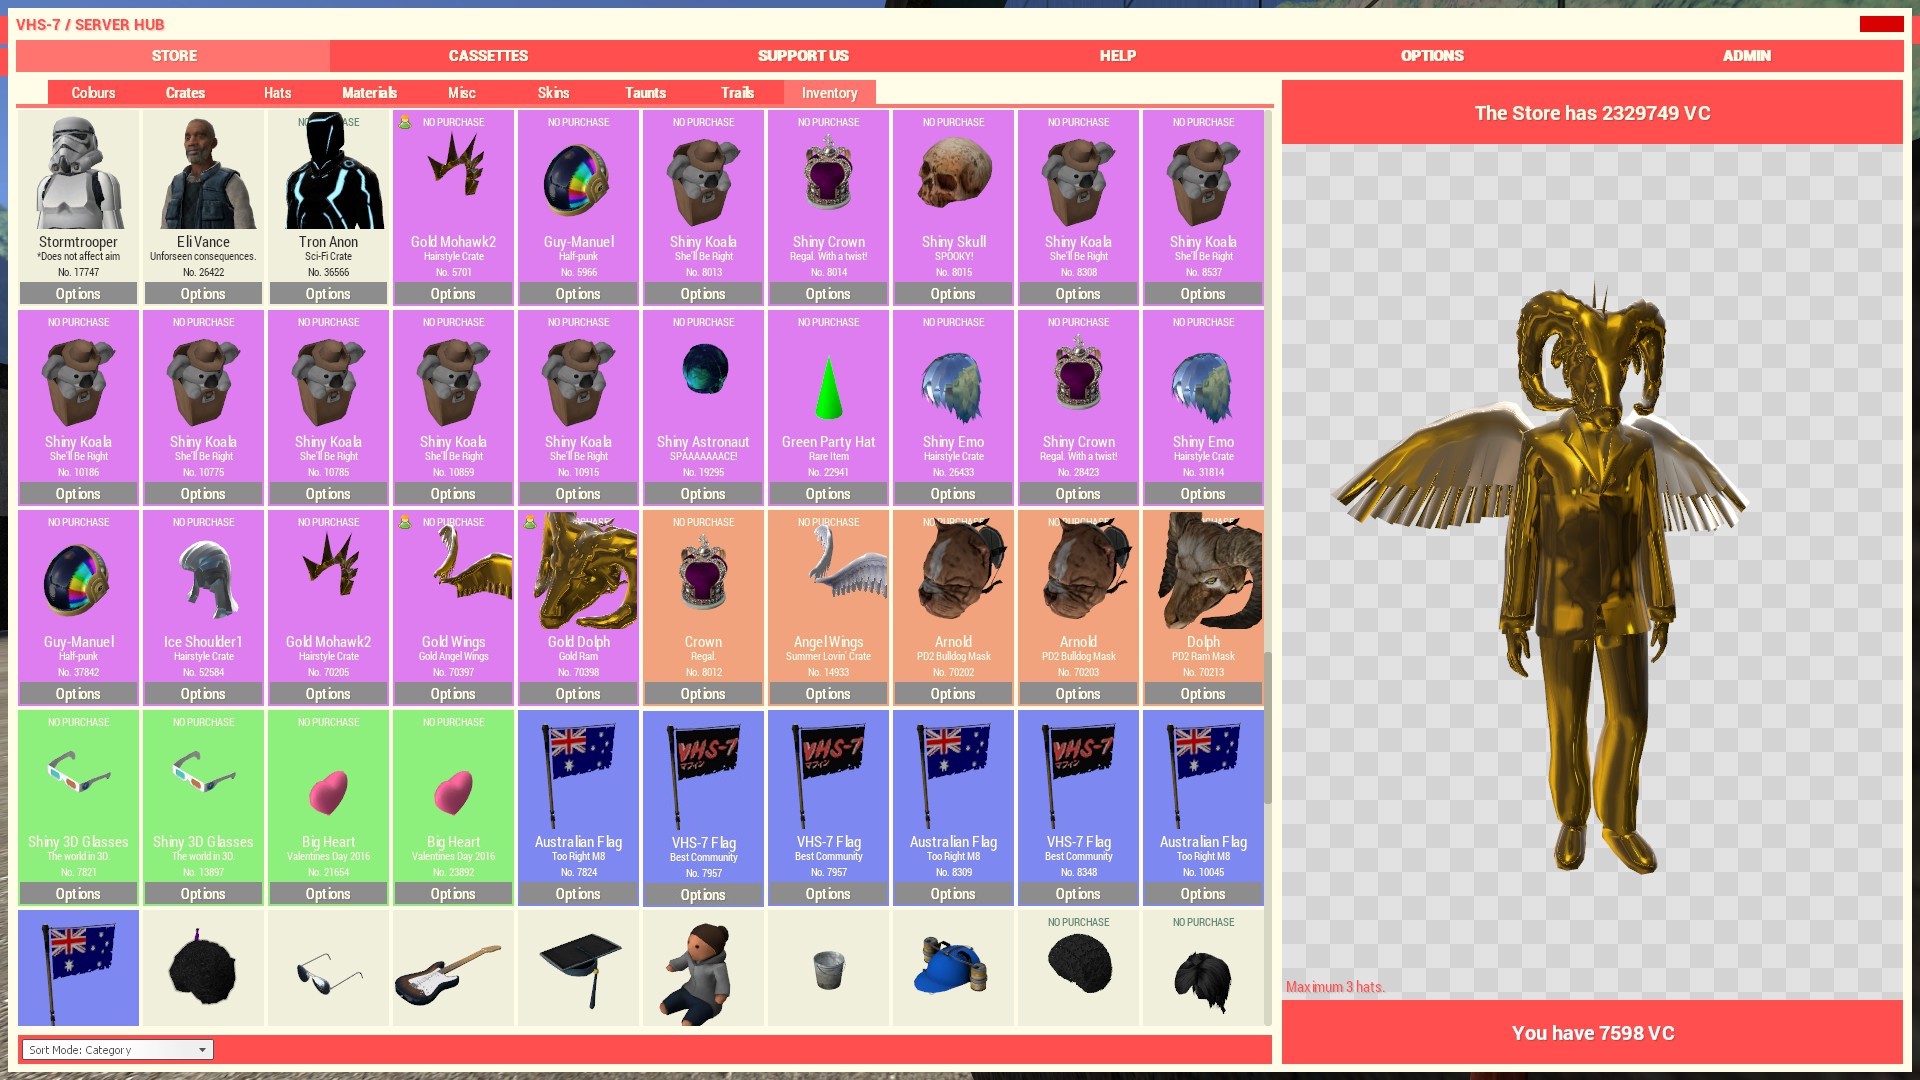 VHS-7 / SERVER HUB
STORE CASSETTES SUPPORT US HELP OPTIONS ADMIN
Colours Crates Hats Materials Misc Skins Taunts Trails Inventory
The Store has 2329749 VC
NO PURCHASE NO PURCHASE NO PURCHASE NO PURCHASE NO PURCHASE NO PURCHASE NO PURCHASE
Stormtrooper Eli Vance Tron Anon Gold Mohawk2 Guy-Manuel Shiny Koala Shiny Crown Shiny Skull Shiny Koala Shiny Koala
*Does not affect aim Unforseen consequences. Sci-Fi Crate Hairstyle Crate Half-punk She'll Be Right Regal. With a twist! SPOOKY! She'll Be Right She'll Be Right
No. 17747 No. 26422 No. 36566 No. 5701 No. 5966 No. 8013 No. 8014 No. 8015 No. 8308 No. 8537
Options Options Options Options Options Options Options Options Options Options
NO PURCHASE NO PURCHASE NO PURCHASE NO PURCHASE NO PURCHASE NO PURCHASE NO PURCHASE NO PURCHASE NO PURCHASE NO PURCHASE
Shiny Koala Shiny Koala Shiny Koala Shiny Koala Shiny Koala Shiny Astronaut Green Party Hat Shiny Emo Shiny Crown Shiny Emo
She'll Be Right She'll Be Right She'll Be Right She'll Be Right She'll Be Right SPAAAAAAACE! Rare Item Hairstyle Crate Regal. With a twist! Hairstyle Crate
No. 10186 No. 10775 No. 10785 No. 10859 No. 10915 No. 19295 No. 22941 No. 26433 No. 28423 No. 31814
Options Options Options Options Options Options Options Options Options Options
NO PURCHASE NO PURCHASE NO PURCHASE NO PURCHASE NO PURCHASE NO PURCHASE
Guy-Manuel Ice Shoulder1 Gold Mohawk2 Gold Wings Gold Dolph Crown Angel Wings Arnold Arnold Dolph
Half-punk Hairstyle Crate Hairstyle Crate Gold Angel Wings Gold Ram Regal. Summer Lovin' Crate PD2 Bulldog Mask PD2 Bulldog Mask PD2 Ram Mask
No. 37842 No. 52584 No. 70205 No. 70397 No. 70398 No. 8012 No. 14933 No. 70202 No. 70203 No. 70213
Options Options Options Options Options Options Options Options Options Options
NO PURCHASE NO PURCHASE NO PURCHASE NO PURCHASE
VHS-7 VHS-7 VHS-7
Shiny 3D Glasses Shiny 3D Glasses Big Heart Big Heart Australian Flag VHS-7 Flag VHS-7 Flag Australian Flag VHS-7 Flag Australian Flag
The world in 3D. The world in 3D. Valentines Day 2016 Valentines Day 2016 Too Right M8 Best Community Best Community Too Right M8 Best Community Too Right M8
No. 7821 No. 13897 No. 21654 No. 23892 No. 7824 No. 7957 No. 7957 No. 8309 No. 8348 No. 10045
Options Options Options Options Options Options Options Options Options Options
NO PURCHASE NO PURCHASE
Maximum 3 hats.
You have 7598 VC
Sort Mode: Category